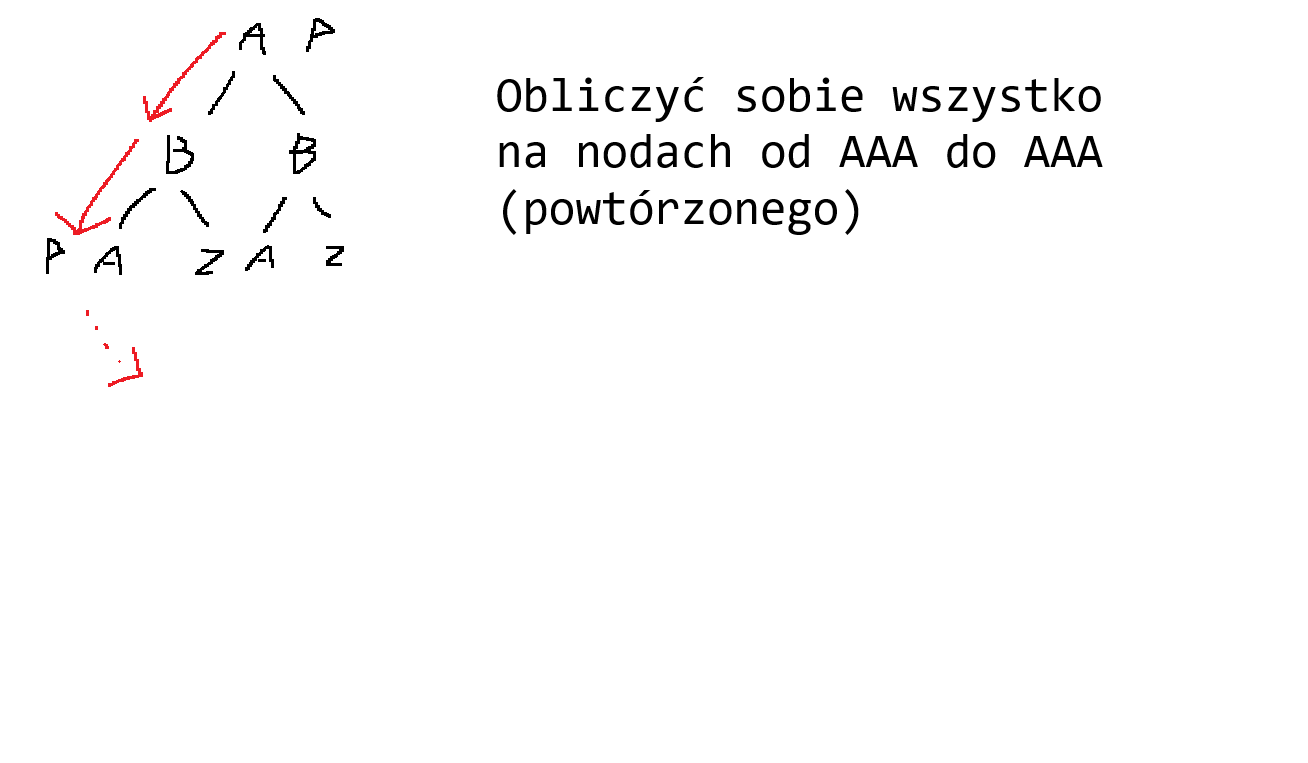 A P
Obliczyć sobie wszystko
na nodach od AAA do AAA
(powtórzonego)
B B
P A Z A Z